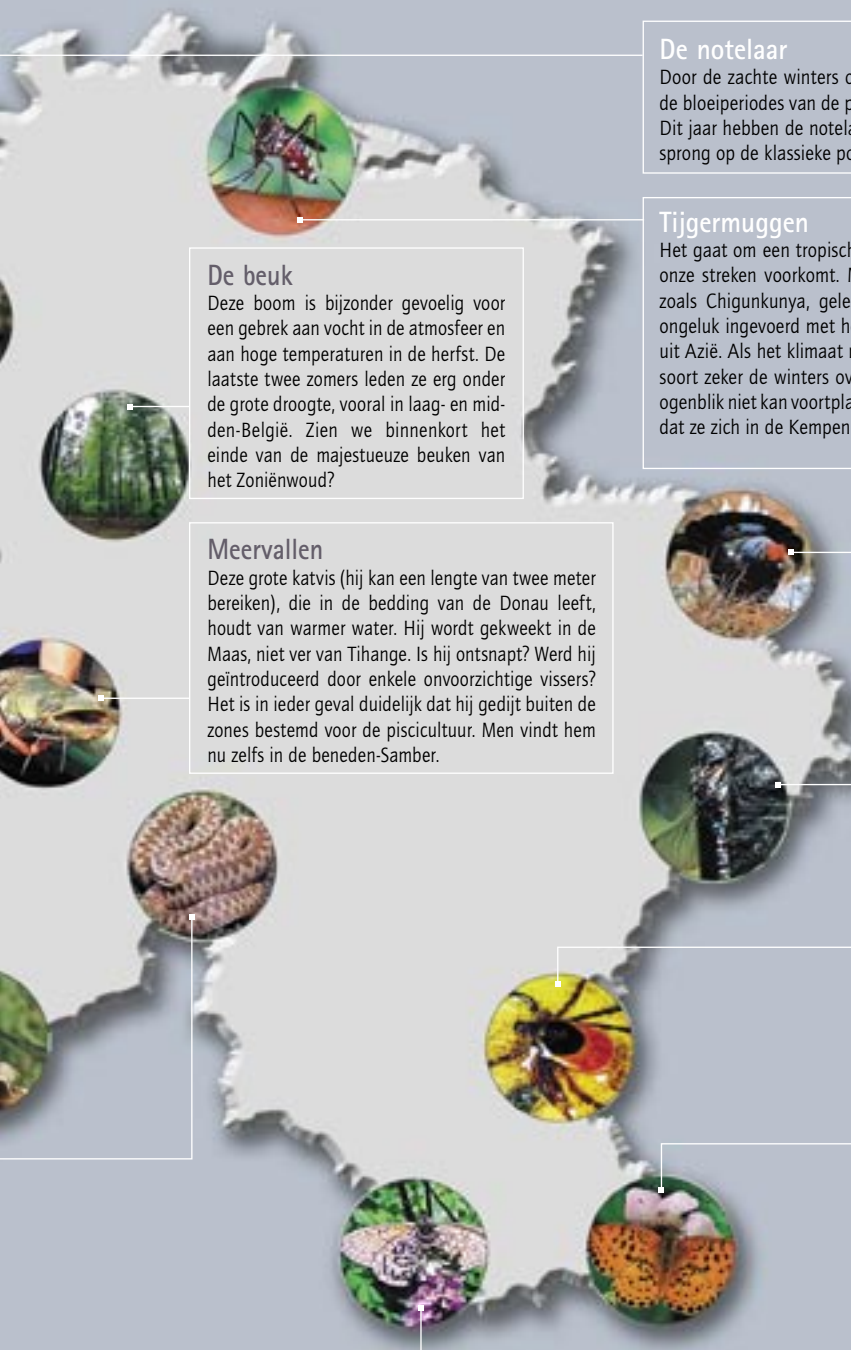 De notelaar
Door de zachte winters
de bloeiperiodes van de
Dit jaar hebben de
sprong op de klassieke
Tijgermuggen
Het gaat om een
onze streken voorkomt.
zoals Chigunkunya,
ongeluk ingevoerd met
uit Azië. Als het klimaat
soort zeker de winters
ogenblik niet kan
dat ze zich in de Kempen
De beuk
Deze boom is bijzonder gevoelig voor
een gebrek aan vocht in de atmosfeer en
aan hoge temperaturen in de herfst. De
laatste twee zomers leden ze erg onder
de grote droogte, vooral in laag- en mid-
den-België. Zien we binnenkort het
einde van de majestueuze beuken van
het Zoniënwoud?
Meervallen
Deze grote katvis (hij kan een lengte van twee meter
bereiken), die in de bedding van de Donau leeft,
houdt van warmer water. Hij wordt gekweekt in de
Maas, niet ver van Tihange. Is hij ontsnapt? Werd hij
geïntroduceerd door enkele onvoorzichtige vissers?
Het is in ieder geval duidelijk dat hij gedijt buiten de
zones bestemd voor de piscicultuur. Men vindt hem
nu zelfs in de beneden-Samber.